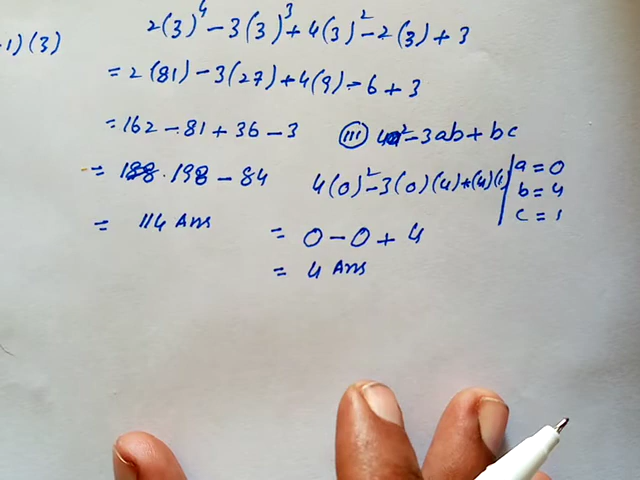 2(3)⁴ - 3(3)³ + 4(3)² - 2(3) + 3
-1)(3)
= 2(81) - 3(27) + 4(9) - 6 + 3
= 162 - 81 + 36 - 3
= 198 - 84
= 114 Ans
(iii) 4a² - 3ab + bc
4(0)² - 3(0)(4) + (4)(1)
a = 0
b = 4
c = 1
= 0 - 0 + 4
= 4 Ans